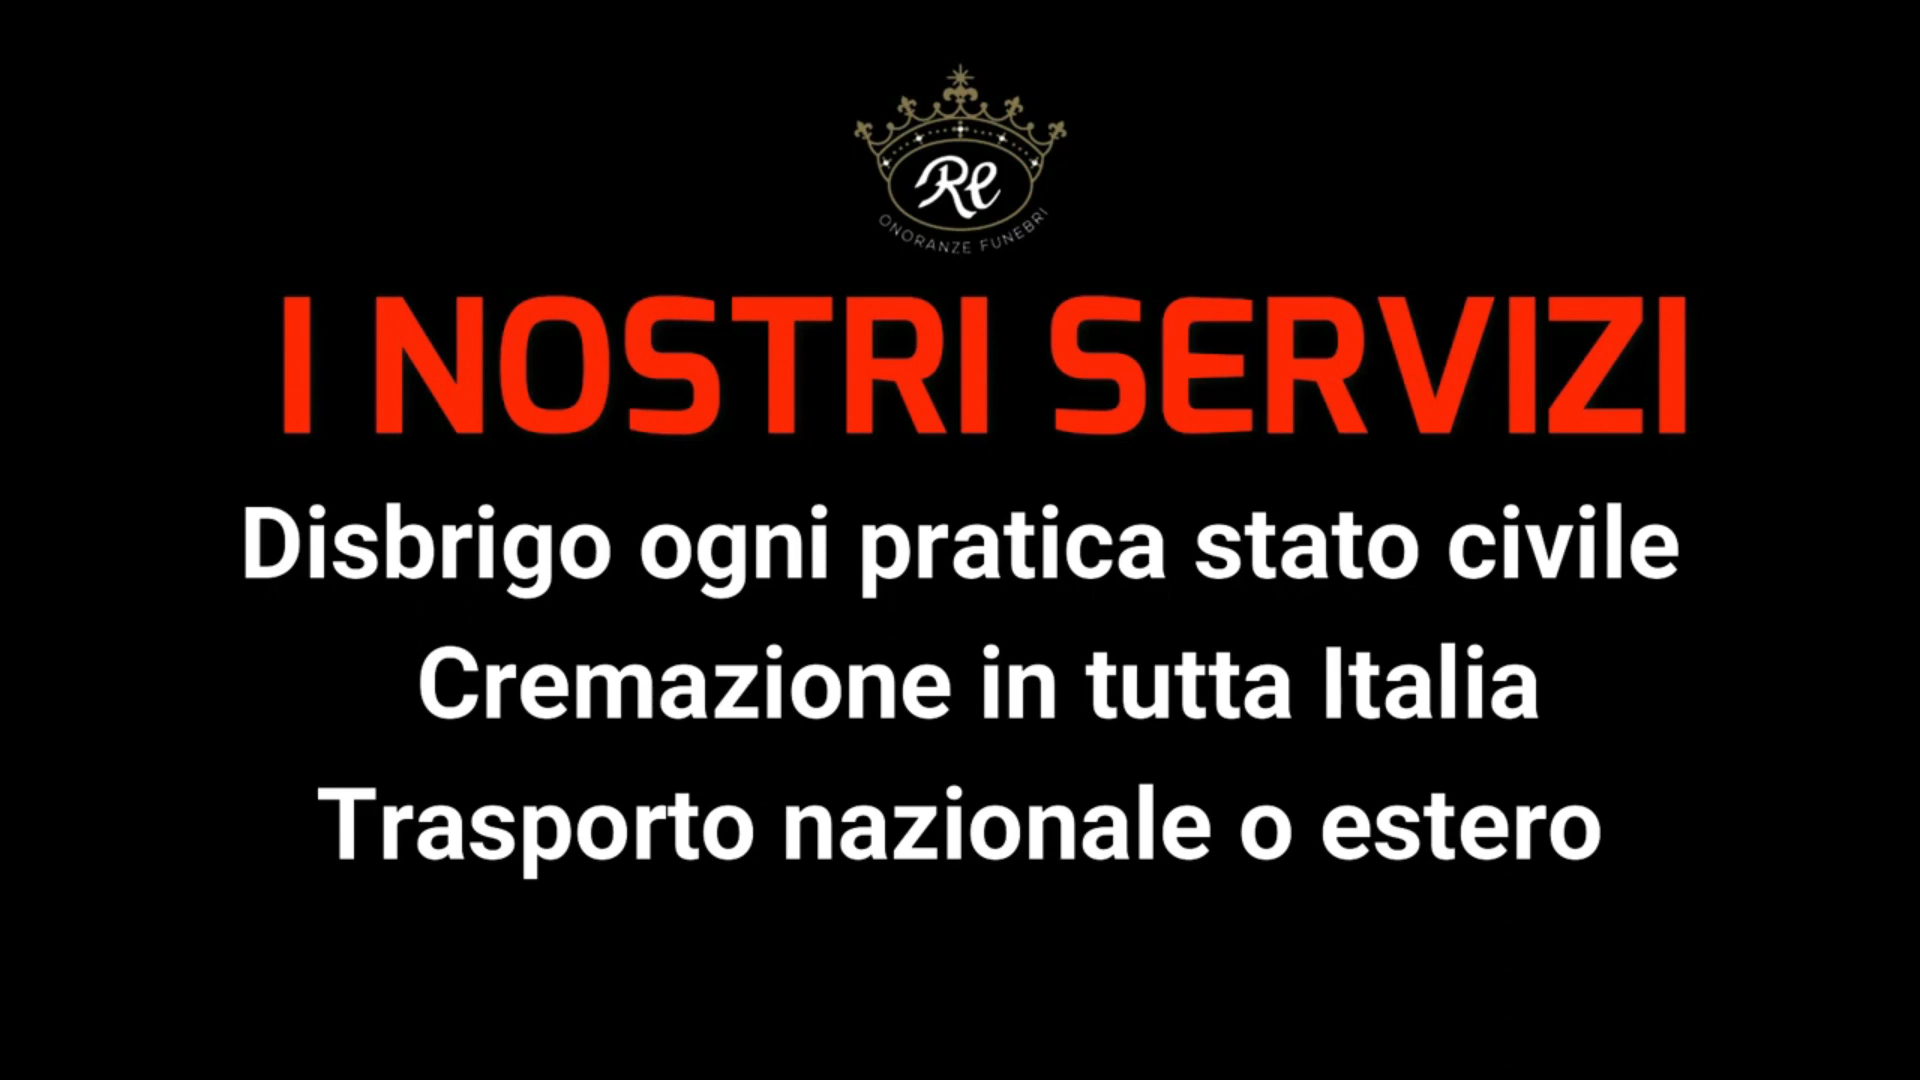 Re
ONORANZE FUNEBRI
I NOSTRI SERVIZI
Disbrigo ogni pratica stato civile
Cremazione in tutta Italia
Trasporto nazionale o estero